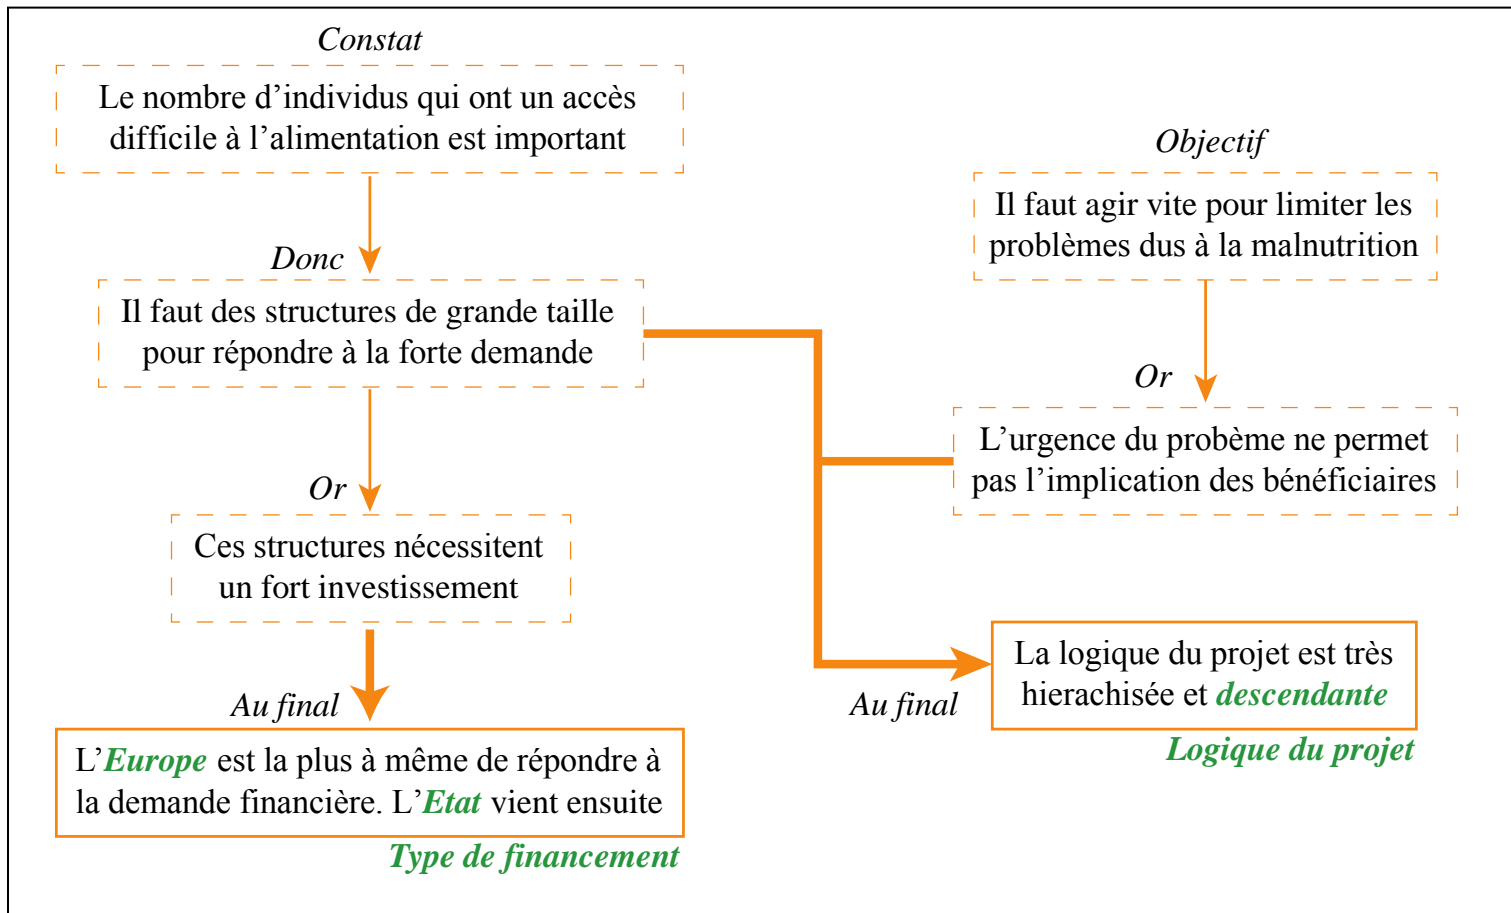 Constat
Le nombre d’individus qui ont un accès
difficile à l’alimentation est important
Donc
Il faut des structures de grande taille
pour répondre à la forte demande
Or
Ces structures nécessitent
un fort investissement
Au final
L’Europe est la plus à même de répondre à
la demande financière. L’Etat vient ensuite
Type de financement
Objectif
Il faut agir vite pour limiter les
problèmes dus à la malnutrition
Or
L’urgence du probème ne permet
pas l’implication des bénéficiaires
Au final
La logique du projet est très
hierachisée et descendante
Logique du projet